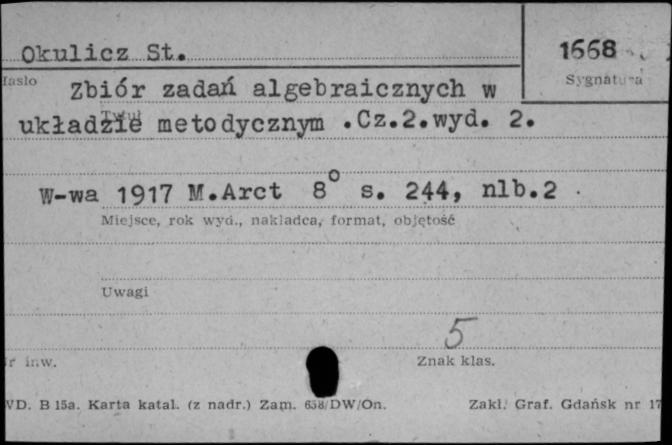 Okulicz St.
1668
Hasło
Sygnatura
Zbiór zadań algebraicznych w
Tytuł
układzie metodycznym .Cz.2.wyd. 2.
W-wa 1917 M.Arct 8° s. 244, nlb.2
Miejsce, rok wyd., nakładca, format, objętość
Uwagi
5
r inw.
Znak klas.
WD. B 15a. Karta katal. (z nadr.) Zam. 658/DW/On.
Zakł. Graf. Gdańsk nr 17